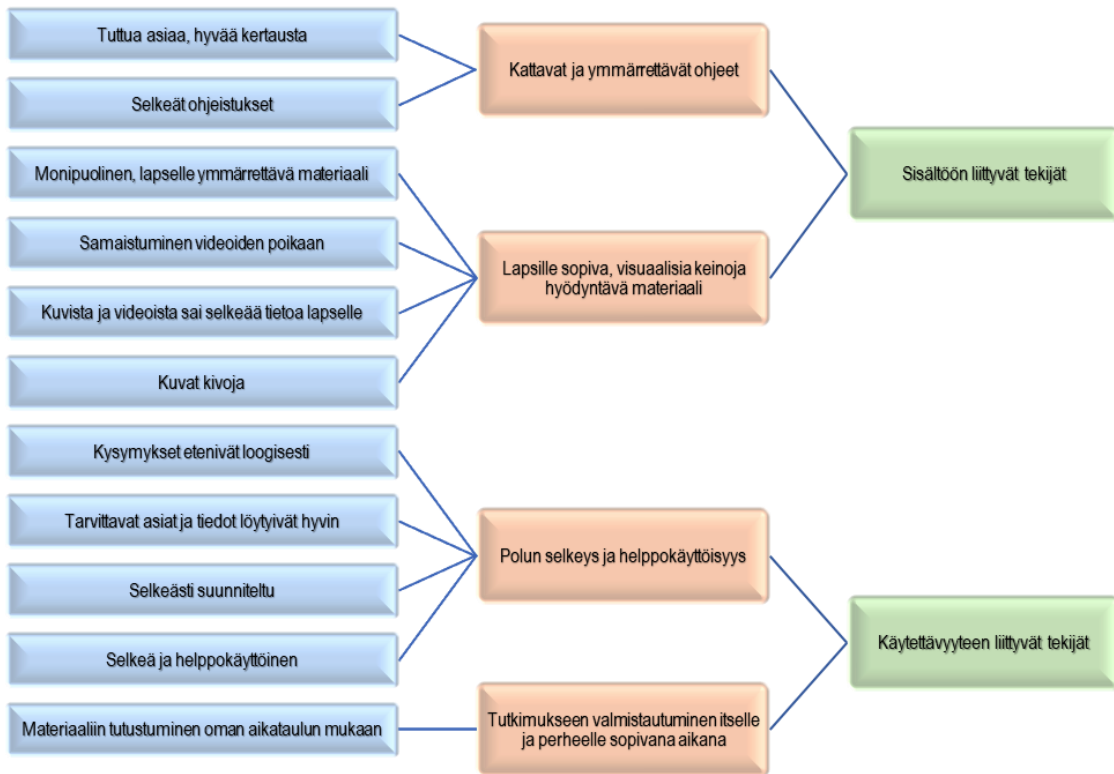 Tuttua asiaa, hyvää kertausta
Selkeät ohjeistukset
Monipuolinen, lapselle ymmärrettävä materiaali
Samaistuminen videoiden poikaan
Kuvista ja videoista sai selkeää tietoa lapselle
Kuvat kivoja
Kysymykset etenivät loogisesti
Tarvittavat asiat ja tiedot löytyivät hyvin
Selkeästi suunniteltu
Selkeä ja helppokäyttöinen
Materiaaliin tutustuminen oman aikataulun mukaan
Kattavat ja ymmärrettävät ohjeet
Lapsille sopiva, visuaalisia keinoja
hyödyntävä materiaali
Polun selkeys ja helppokäyttöisyys
Tutkimukseen valmistautuminen itselle
ja perheelle sopivana aikana
Sisältöön liittyvät tekijät
Käytettävyyteen liittyvät tekijät